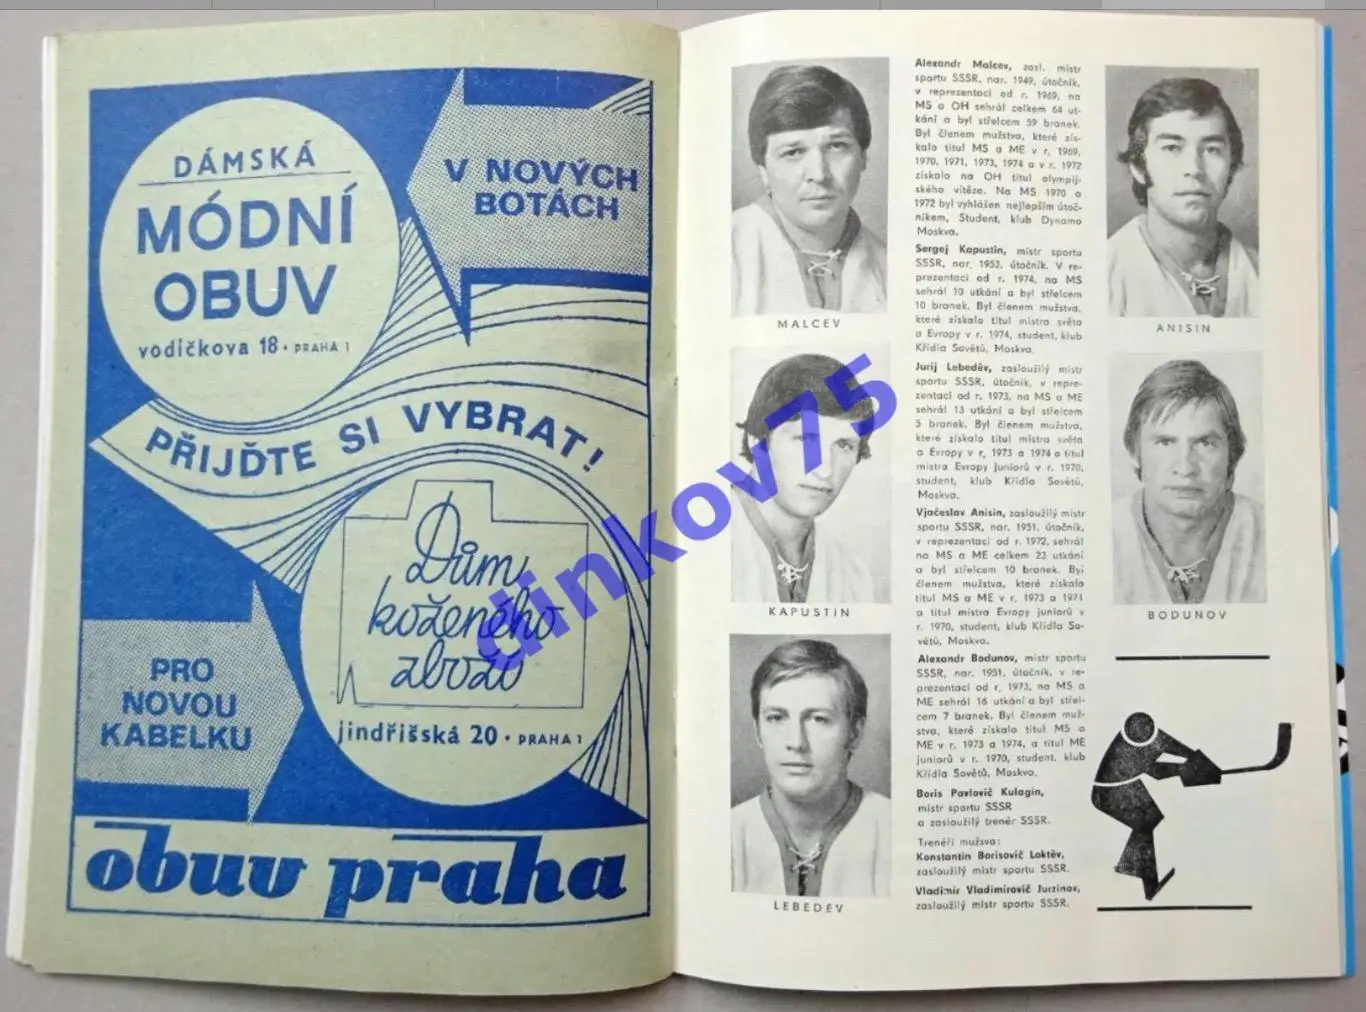 DÁMSKÁ
MÓDNÍ
OBUV
vodičkova 18 • PRAHA 1
V NOVÝCH
BOTÁCH
PŘIJĎTE SI VYBRAT!
Dům
koženého
zboží
jindřišská 20 • PRAHA 1
PRO
NOVOU
KABELKU
obuv praha
MALCEV
KAPUSTIN
LEBEDĚV
Alexandr Malcev, zasl. mistr
sportu SSSR, nar. 1949, útočník,
v reprezentaci od r. 1969, na
MS a OH sehrál celkem 64 ut-
kání a byl střelcem 59 branek.
Byl členem mužstva, které zís-
kalo titul MS a ME v r. 1969,
1970, 1971, 1973, 1974 a v r. 1972
získalo na OH titul olympij-
ského vítěze. Na MS 1970 a
1972 byl vyhlášen nejlepším útoč-
níkem, Student, klub Dynamo
Moskva.
Sergej Kapustin, mistr sportu
SSSR, nar. 1953, útočník. V re-
prezentaci od r. 1974, na MS
sehrál 10 utkání a byl střelcem
10 branek. Byl členem mužstva,
které získalo titul mistra světa
a Evropy v r. 1974, student, klub
Křídla Sovětů, Moskva.
Jurij Lebeděv, zasloužilý mistr
sportu SSSR, útočník, v repre-
zentaci od r. 1973, na MS a ME
sehrál 13 utkání a byl střelcem
5 branek. Byl členem mužstva,
které získalo titul mistra světa
a Evropy v r. 1973 a 1974 a titul
mistra Evropy juniorů v r. 1970,
student, klub Křídla Sovětů,
Moskva.
Vjačeslav Anisin, zasloužilý mistr
sportu SSSR, nar. 1951, útočník,
v reprezentaci od r. 1972, sehrál
na MS a ME celkem 23 utkání
a byl střelcem 10 branek. Byl
členem mužstva, které získalo
titul MS a ME v r. 1973 a 1974
a titul mistra Evropy juniorů v
r. 1970, student, klub Křídla So-
větů, Moskva.
Alexandr Bodunov, mistr sportu
SSSR, nar. 1951, útočník, v re-
prezentaci od r. 1973, na MS a
ME sehrál 16 utkání a byl střel-
cem 7 branek. Byl členem muž-
stva, které získalo titul MS a
ME v r. 1973 a 1974, a titul ME
juniorů v r. 1970, student, klub
Křídla Sovětů, Moskva.
Boris Pavlovič Kulagin,
mistr sportu SSSR
a zasloužilý trenér SSSR.
Trenéři mužsva:
Konstantin Borisovič Loktěv,
zasloužilý mistr sportu SSSR.
Vladimir Vladimírovič Jurzinov,
zasloužilý mistr sportu SSSR.
ANISIN
BODUNOV
dinkov75